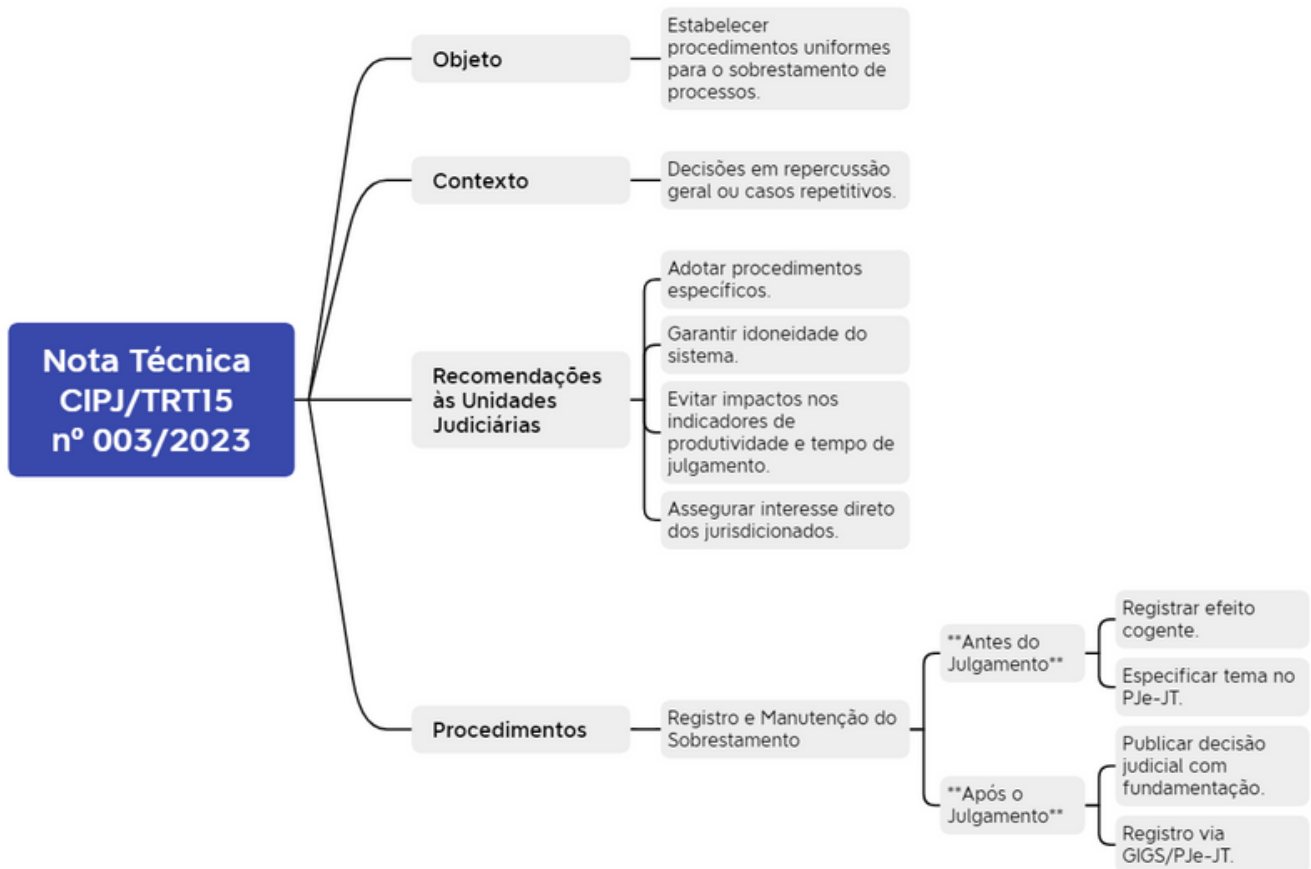 Nota Técnica
CIPJ/TRT15
nº 003/2023
Objeto
Estabelecer
procedimentos uniformes
para o sobrestamento de
processos.
Contexto
Decisões em repercussão
geral ou casos repetitivos.
Recomendações
às Unidades
Judiciárias
Adotar procedimentos
específicos.
Garantir idoneidade do
sistema.
Evitar impactos nos
indicadores de
produtividade e tempo de
julgamento.
Assegurar interesse direto
dos jurisdicionados.
Procedimentos
Registro e Manutenção do
Sobrestamento
**Antes do
Julgamento**
Registrar efeito
cogente.
Especificar tema no
PJe-JT.
**Após o
Julgamento**
Publicar decisão
judicial com
fundamentação.
Registro via
GIGS/PJe-JT.